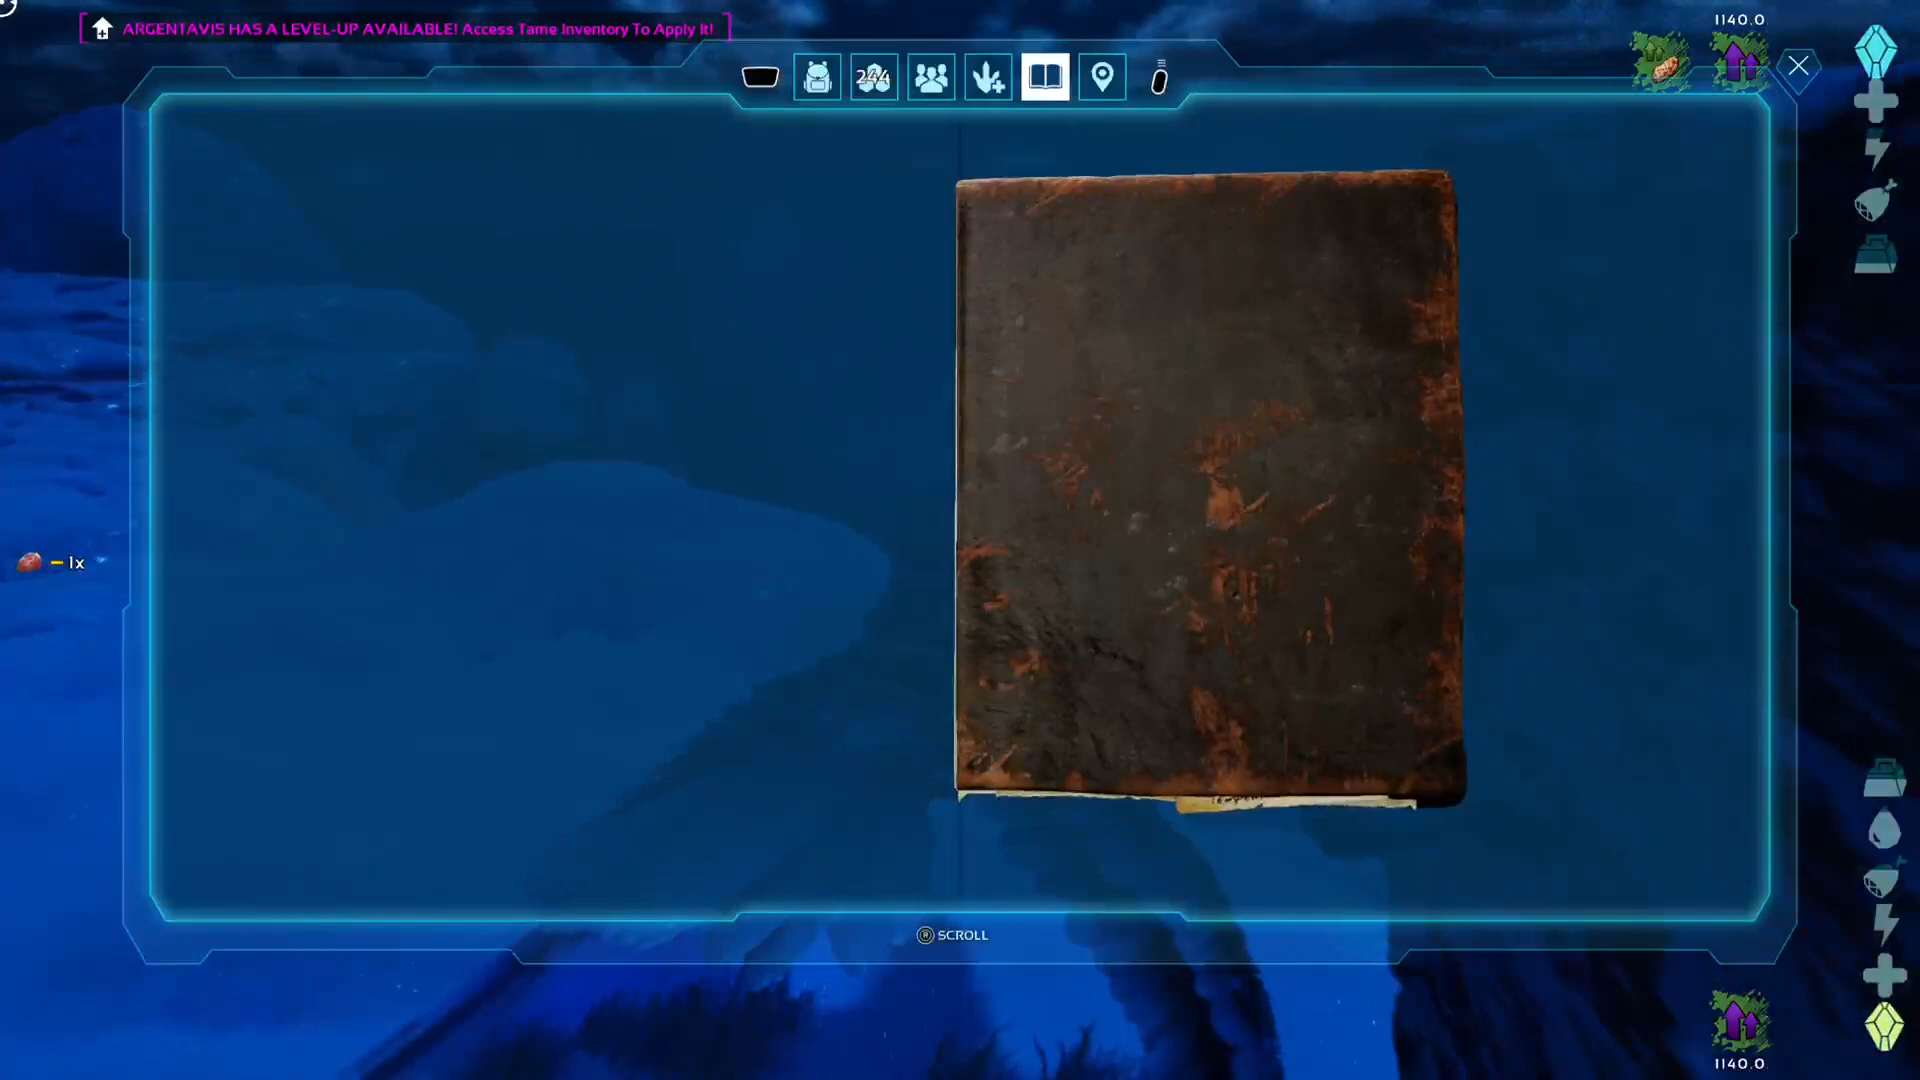 1140.0
ARGENTAVIS HAS A LEVEL-UP AVAILABLE! Access Tame Inventory To Apply It!
244
– 1x
R SCROLL
1140.0